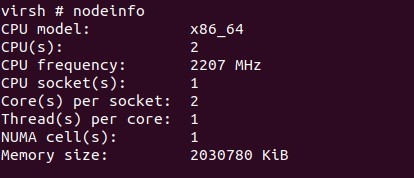 virsh # nodeinfo
CPU model:           x86_64
CPU(s):              2
CPU frequency:       2207 MHz
CPU socket(s):       1
Core(s) per socket:  2
Thread(s) per core:  1
NUMA cell(s):        1
Memory size:         2030780 KiB